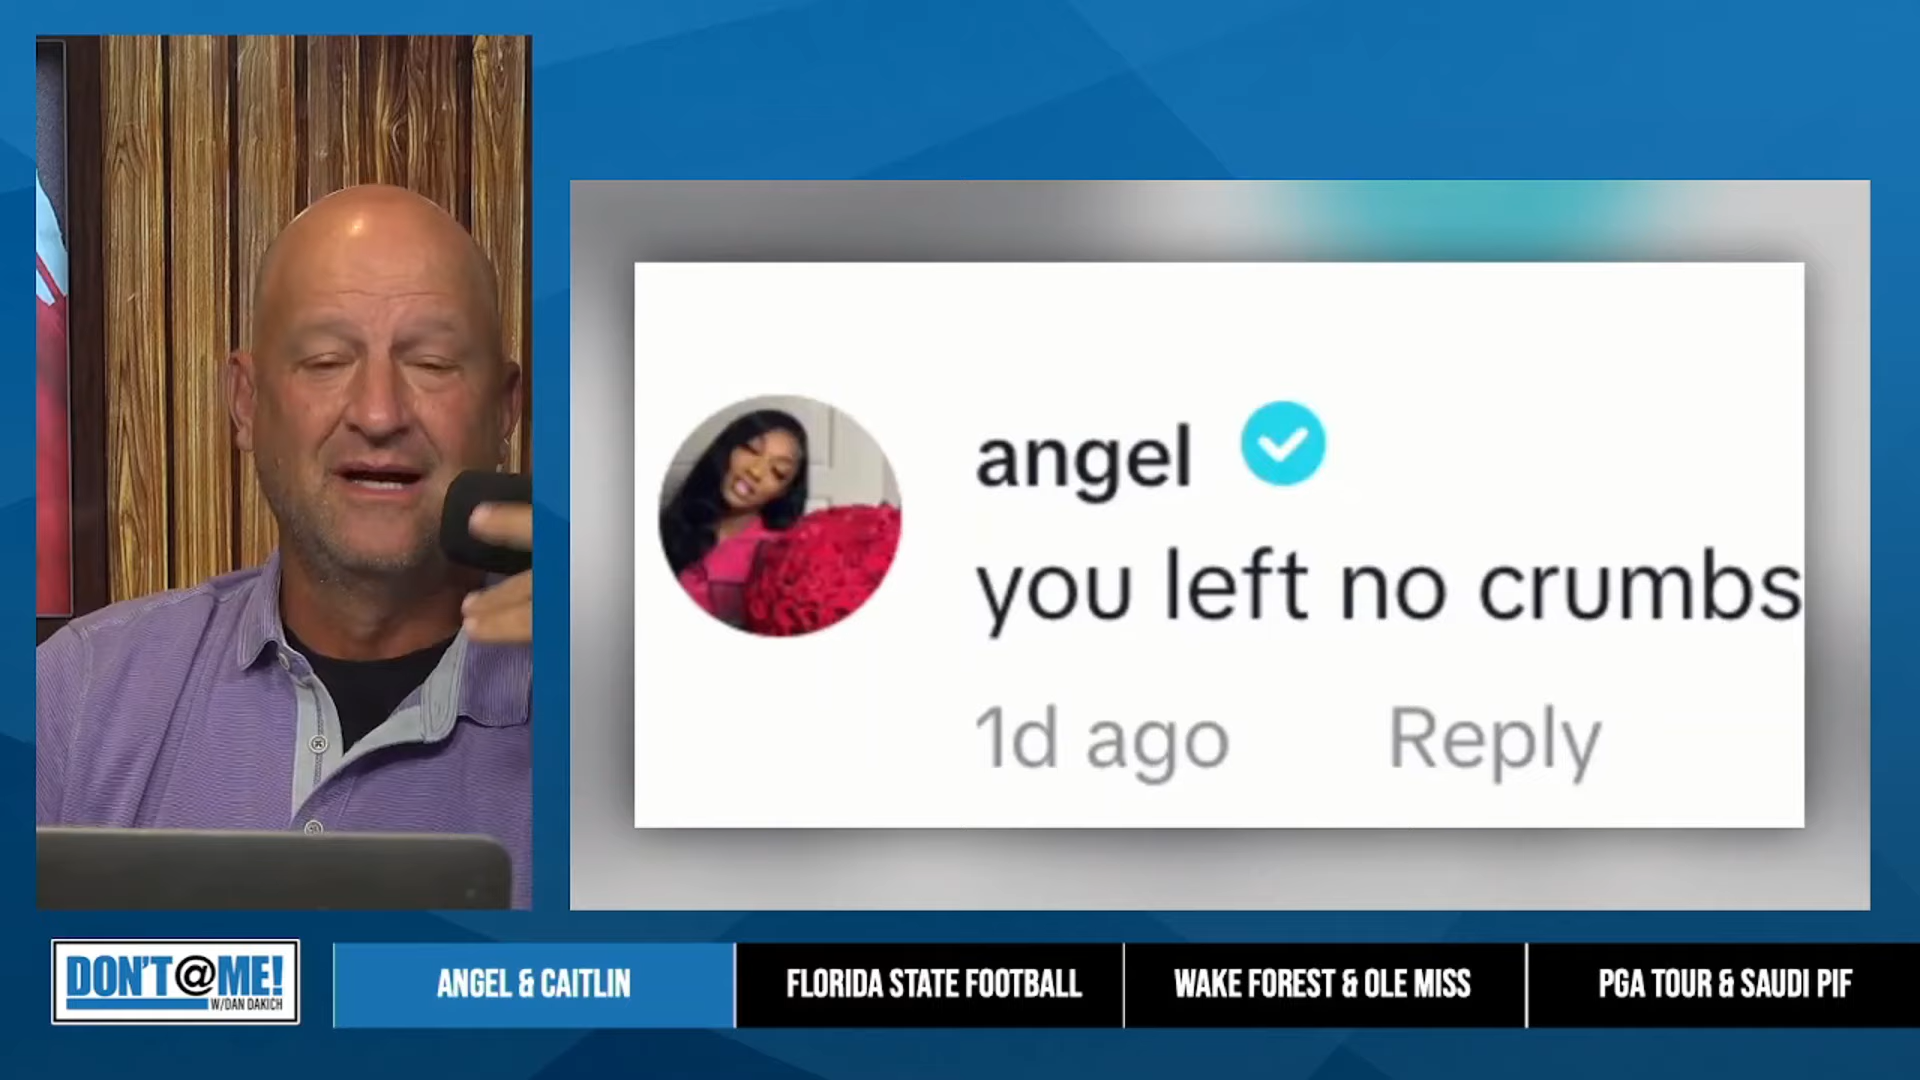 angel
you left no crumbs
1d ago Reply
DON'T @ ME!
W/DAN DAKICH
ANGEL & CAITLIN
FLORIDA STATE FOOTBALL
WAKE FOREST & OLE MISS
PGA TOUR & SAUDI PIF